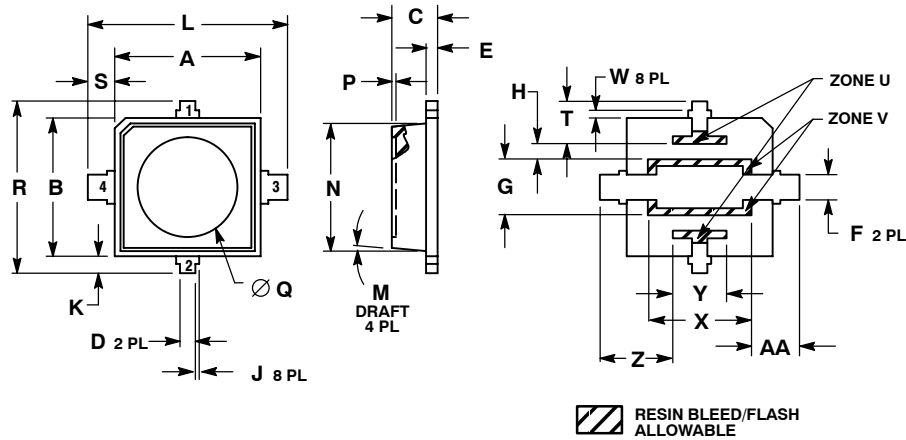 L
A
S
R
B
K
D 2 PL
J 8 PL
Ø Q
1
2
3
4
C
E
P
N
M
DRAFT
4 PL
H
T
W 8 PL
ZONE U
ZONE V
G
F 2 PL
Y
X
Z
AA
RESIN BLEED/FLASH
ALLOWABLE